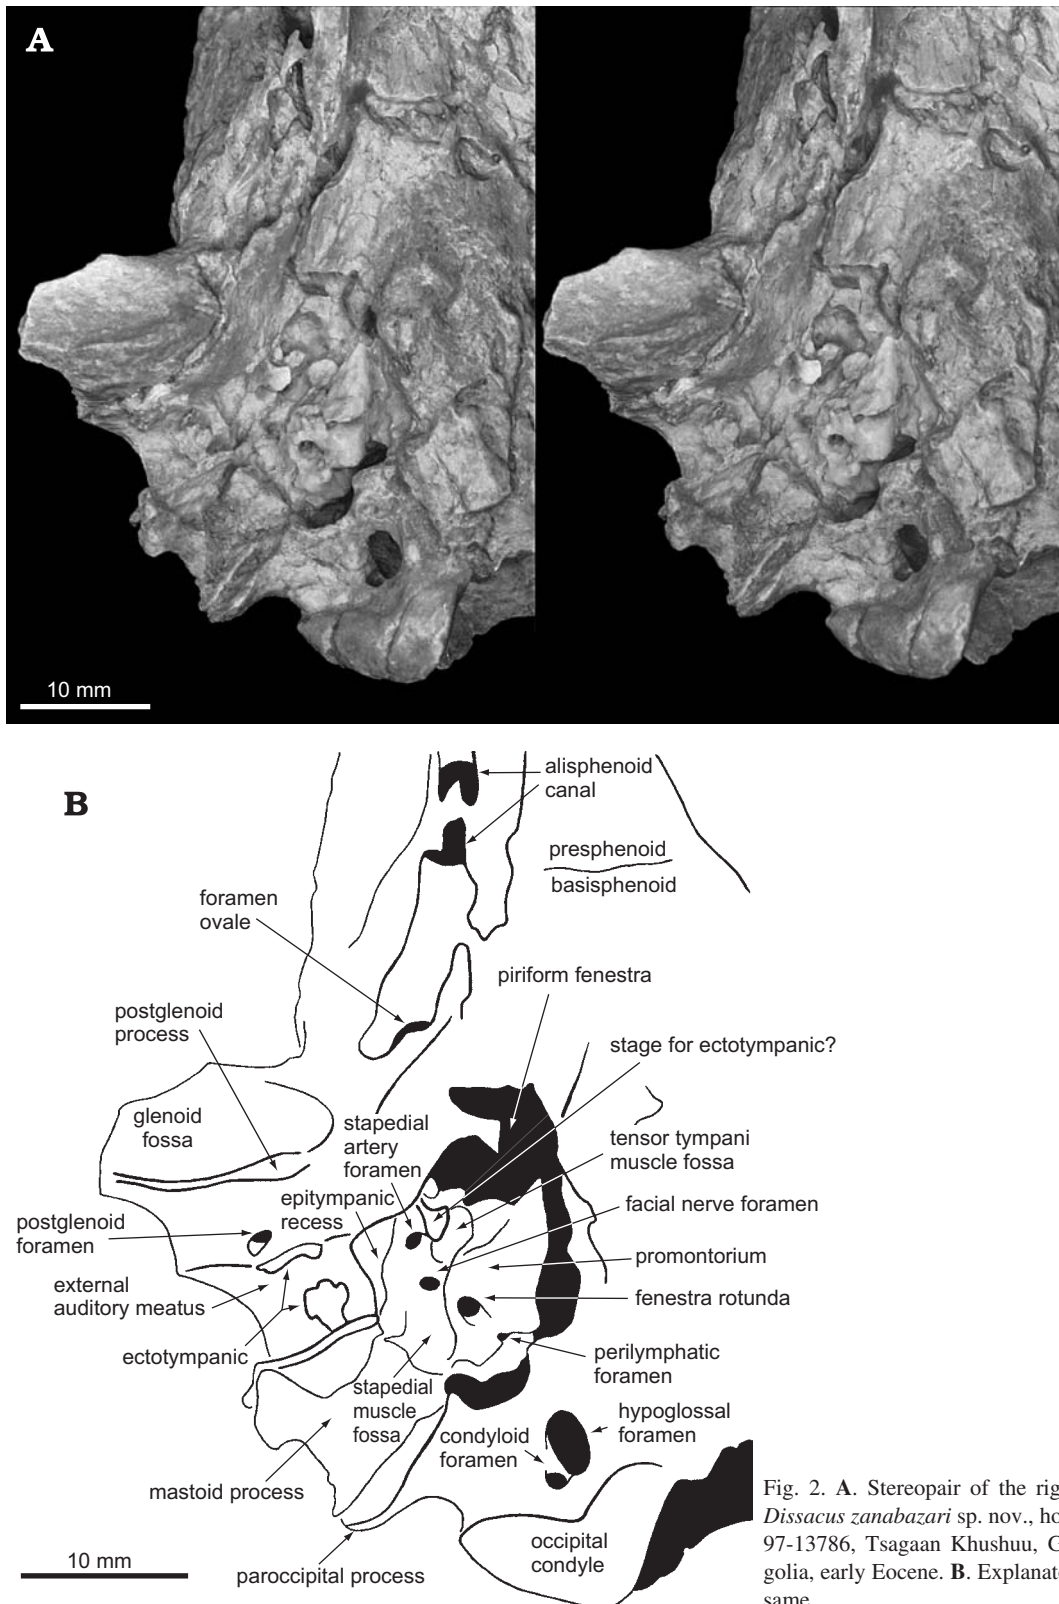 A
10 mm
B
alisphenoid
canal
presphenoid
basisphenoid
foramen
ovale
piriform fenestra
postglenoid
process
stage for ectotympanic?
glenoid
fossa
stapedial
artery
foramen
tensor tympani
muscle fossa
epitympanic
recess
facial nerve foramen
postglenoid
foramen
promontorium
external
auditory meatus
fenestra rotunda
ectotympanic
perilymphatic
foramen
stapedial
muscle
fossa
hypoglossal
foramen
condyloid
foramen
mastoid process
occipital
condyle
10 mm
paroccipital process
Fig. 2. A. Stereopair of the rig
Dissacus zanabazari sp. nov., ho
97-13786, Tsagaan Khushuu, G
golia, early Eocene. B. Explanat
same